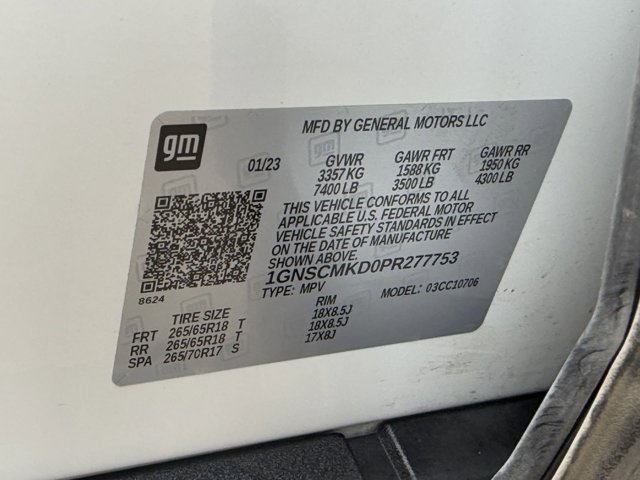 gm
MFD BY GENERAL MOTORS LLC
01/23 GVWR GAWR FRT GAWR RR
3357 KG 1588 KG 1950 KG
7400 LB 3500 LB 4300 LB
THIS VEHICLE CONFORMS TO ALL
APPLICABLE U.S. FEDERAL MOTOR
VEHICLE SAFETY STANDARDS IN EFFECT
ON THE DATE OF MANUFACTURE
SHOWN ABOVE.
8624
1GNSCMKD0PR277753
TYPE: MPV MODEL: 03CC10706
TIRE SIZE RIM
FRT 265/65R18 T 18X8.5J
RR 265/65R18 T 18X8.5J
SPA 265/70R17 S 17X8J